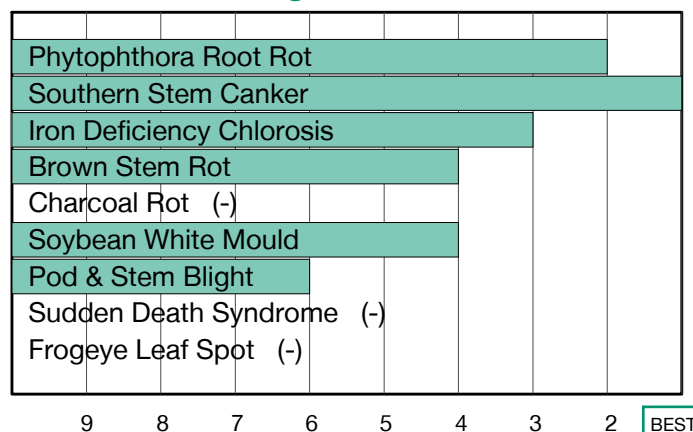 Phytophthora Root Rot
Southern Stem Canker
Iron Deficiency Chlorosis
Brown Stem Rot
Charcoal Rot (-)
Soybean White Mould
Pod & Stem Blight
Sudden Death Syndrome (-)
Frogeye Leaf Spot (-)
9 8 7 6 5 4 3 2 BEST